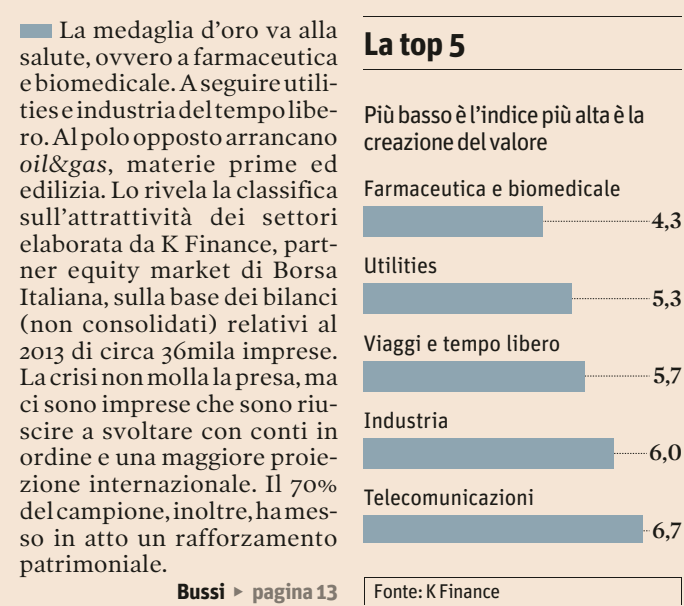 La medaglia d’oro va alla
salute, ovvero a farmaceutica
e biomedicale. A seguire utili-
ties e industria del tempo libe-
ro. Al polo opposto arrancano
oil&gas, materie prime ed
edilizia. Lo rivela la classifica
sull’attrattività dei settori
elaborata da K Finance, part-
ner equity market di Borsa
Italiana, sulla base dei bilanci
(non consolidati) relativi al
2013 di circa 36mila imprese.
La crisi non molla la presa, ma
ci sono imprese che sono riu-
scire a svoltare con conti in
ordine e una maggiore proie-
zione internazionale. Il 70%
del campione, inoltre, ha mes-
so in atto un rafforzamento
patrimoniale.
Bussi ▸ pagina 13
La top 5
Più basso è l’indice più alta è la
creazione del valore
Farmaceutica e biomedicale
4,3
Utilities
5,3
Viaggi e tempo libero
5,7
Industria
6,0
Telecomunicazioni
6,7
Fonte: K Finance